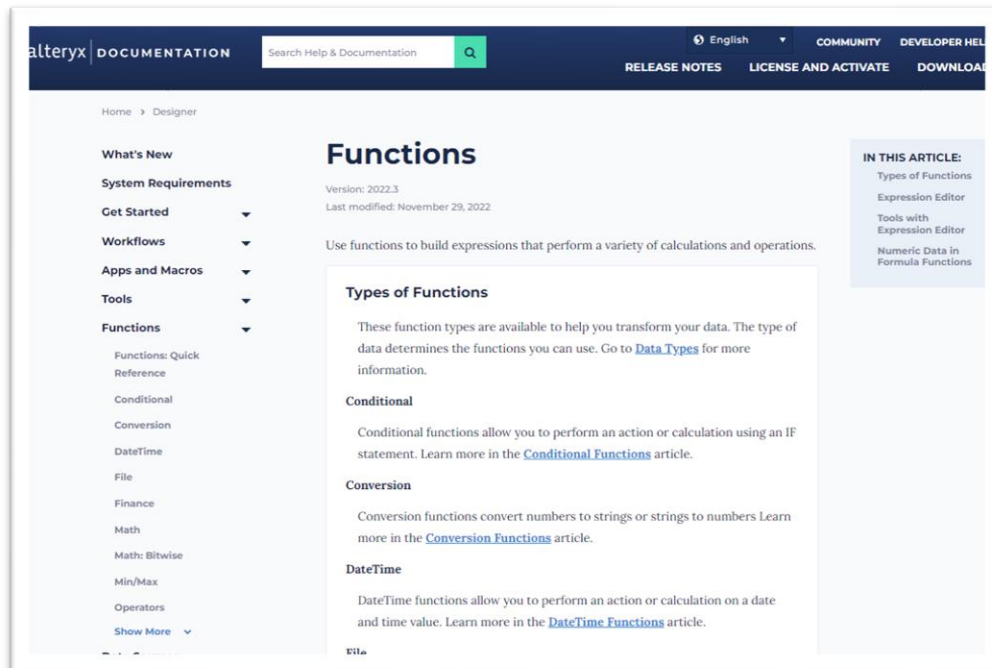 alteryx DOCUMENTATION
Search Help & Documentation
English
COMMUNITY
DEVELOPER HEL
RELEASE NOTES
LICENSE AND ACTIVATE
DOWNLOAD
Home > Designer
What's New
System Requirements
Get Started
Workflows
Apps and Macros
Tools
Functions
Functions: Quick
Reference
Conditional
Conversion
DateTime
File
Finance
Math
Math: Bitwise
Min/Max
Operators
Show More
Functions
Version: 2022.3
Last modified: November 29, 2022
Use functions to build expressions that perform a variety of calculations and operations.
Types of Functions
These function types are available to help you transform your data. The type of
data determines the functions you can use. Go to Data Types for more
information.
Conditional
Conditional functions allow you to perform an action or calculation using an IF
statement. Learn more in the Conditional Functions article.
Conversion
Conversion functions convert numbers to strings or strings to numbers Learn
more in the Conversion Functions article.
DateTime
DateTime functions allow you to perform an action or calculation on a date
and time value. Learn more in the DateTime Functions article.
File
IN THIS ARTICLE:
Types of Functions
Expression Editor
Tools with
Expression Editor
Numeric Data in
Formula Functions